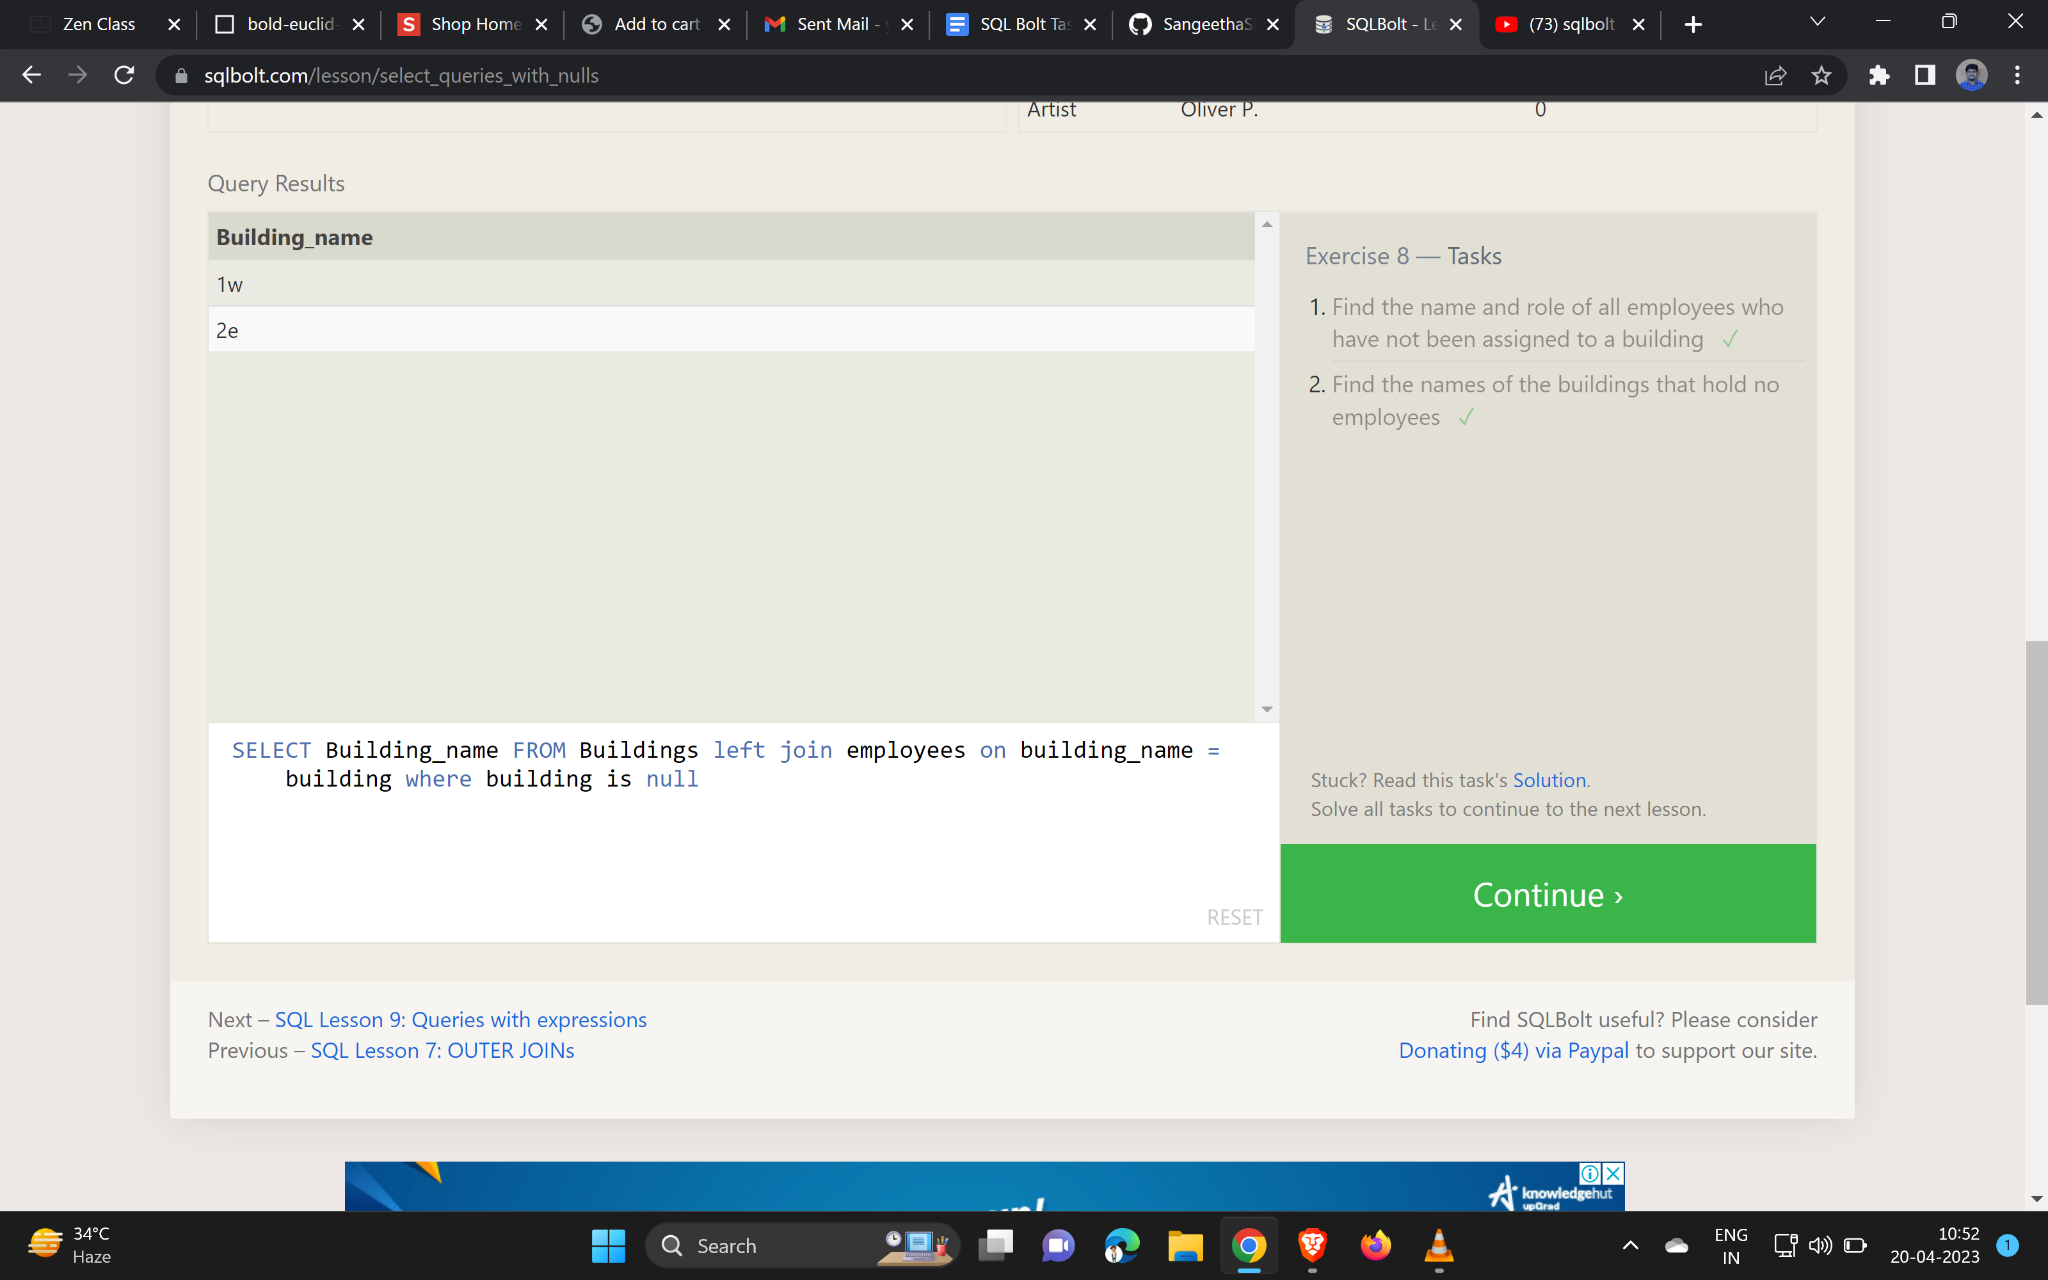 Zen Class
bold-euclid-
Shop Home
Add to cart
Sent Mail -
SQL Bolt Ta
SangeethaS
SQLBolt - Le
(73) sqlbolt
sqlbolt.com/lesson/select_queries_with_nulls
Artist Oliver P. 0
Query Results
Building_name
1w
2e
Exercise 8 — Tasks
1. Find the name and role of all employees who
have not been assigned to a building ✓
2. Find the names of the buildings that hold no
employees ✓
SELECT Building_name FROM Buildings left join employees on building_name =
building where building is null
RESET
Stuck? Read this task's Solution.
Solve all tasks to continue to the next lesson.
Continue ›
Next – SQL Lesson 9: Queries with expressions
Previous – SQL Lesson 7: OUTER JOINs
Find SQLBolt useful? Please consider
Donating ($4) via Paypal to support our site.
knowledgehut
upGrad
34°C
Haze
Search
ENG
IN
10:52
20-04-2023
1